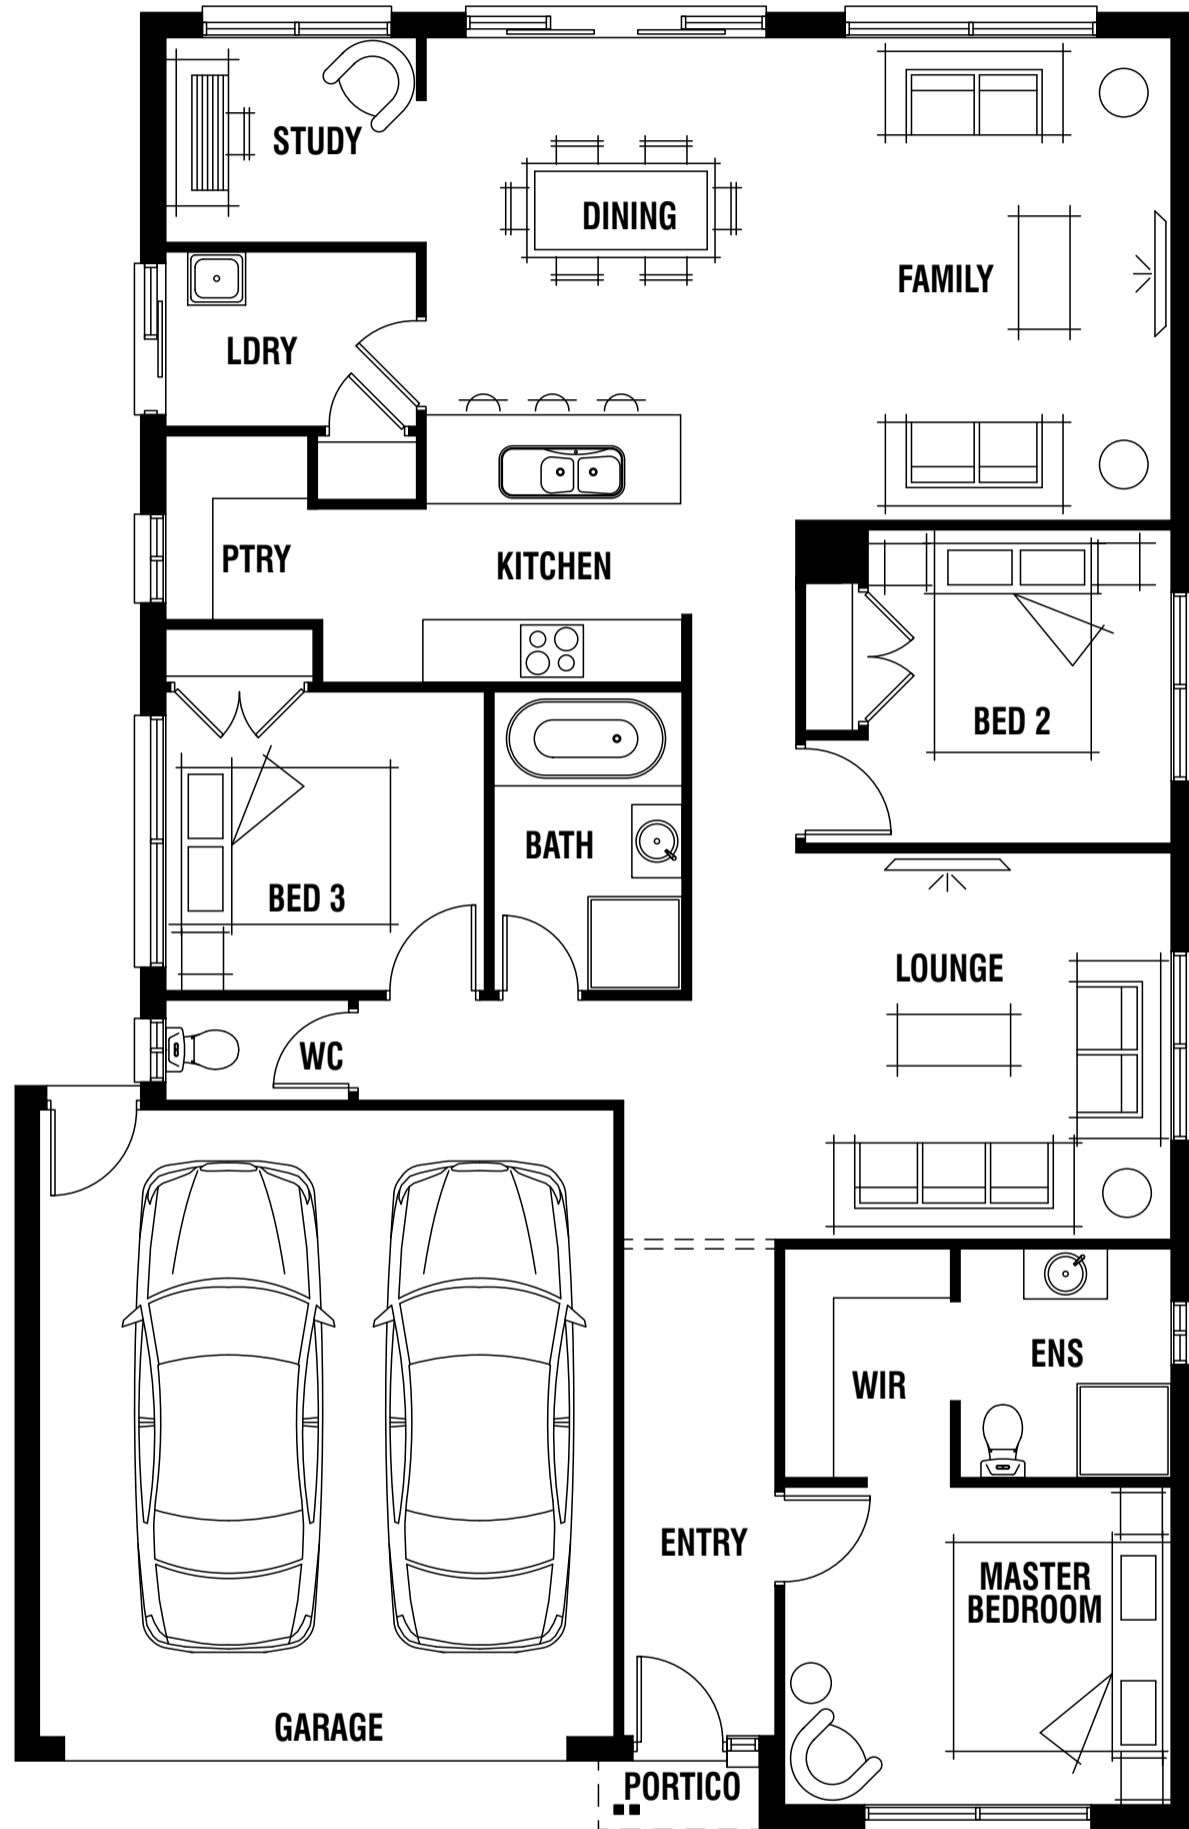 STUDY
DINING
FAMILY
LDRY
PTRY
KITCHEN
BED 2
BATH
BED 3
LOUNGE
WC
ENS
WIR
ENTRY
MASTER
BEDROOM
GARAGE
PORTICO